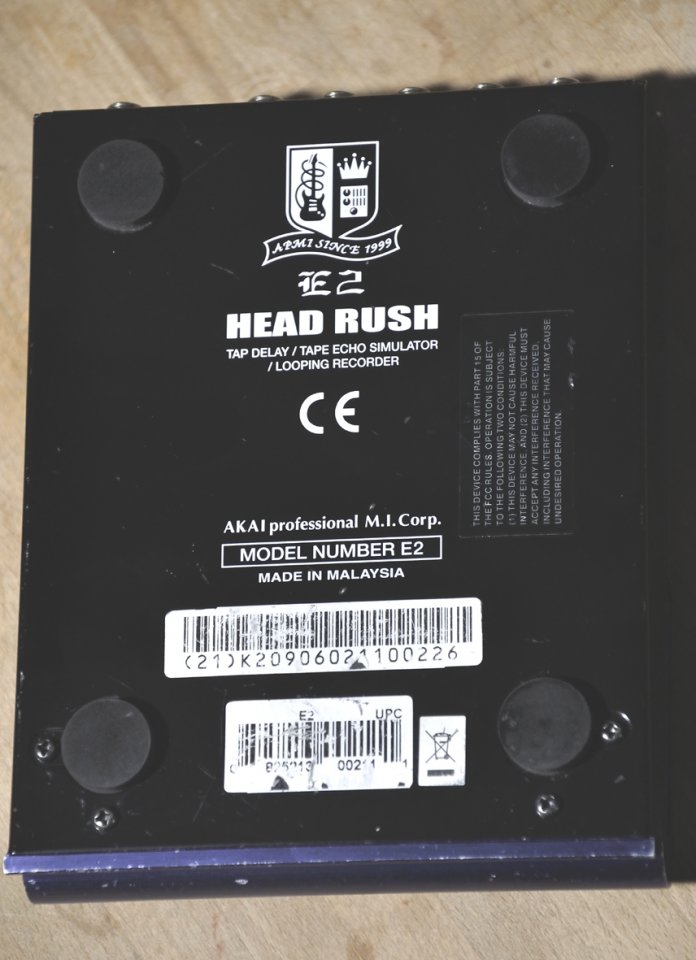 APMI SINCE 1999
E2
HEAD RUSH
TAP DELAY / TAPE ECHO SIMULATOR
/ LOOPING RECORDER
CE
AKAI professional M.I.Corp.
MODEL NUMBER E2
MADE IN MALAYSIA
(21)K20906021100226
E2 UPC
1
THIS DEVICE COMPLIES WITH PART 15 OF
THE FCC RULES. OPERATION IS SUBJECT
TO THE FOLLOWING TWO CONDITIONS.
(1) THIS DEVICE MAY NOT CAUSE HARMFUL
INTERFERENCE, AND (2) THIS DEVICE MUST
ACCEPT ANY INTERFERENCE RECEIVED,
INCLUDING INTERFERENCE THAT MAY CAUSE
UNDESIRED OPERATION.